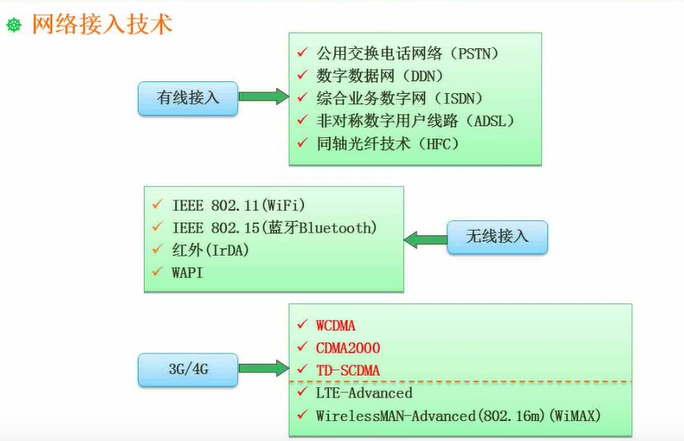 网络接入技术
有线接入
公用交换电话网络（PSTN）
数字数据网（DDN）
综合业务数字网（ISDN）
非对称数字用户线路（ADSL）
同轴光纤技术（HFC）
IEEE 802.11(WiFi)
IEEE 802.15(蓝牙Bluetooth)
红外(IrDA)
WAPI
无线接入
3G/4G
WCDMA
CDMA2000
TD-SCDMA
LTE-Advanced
WirelessMAN-Advanced(802.16m)(WiMAX)